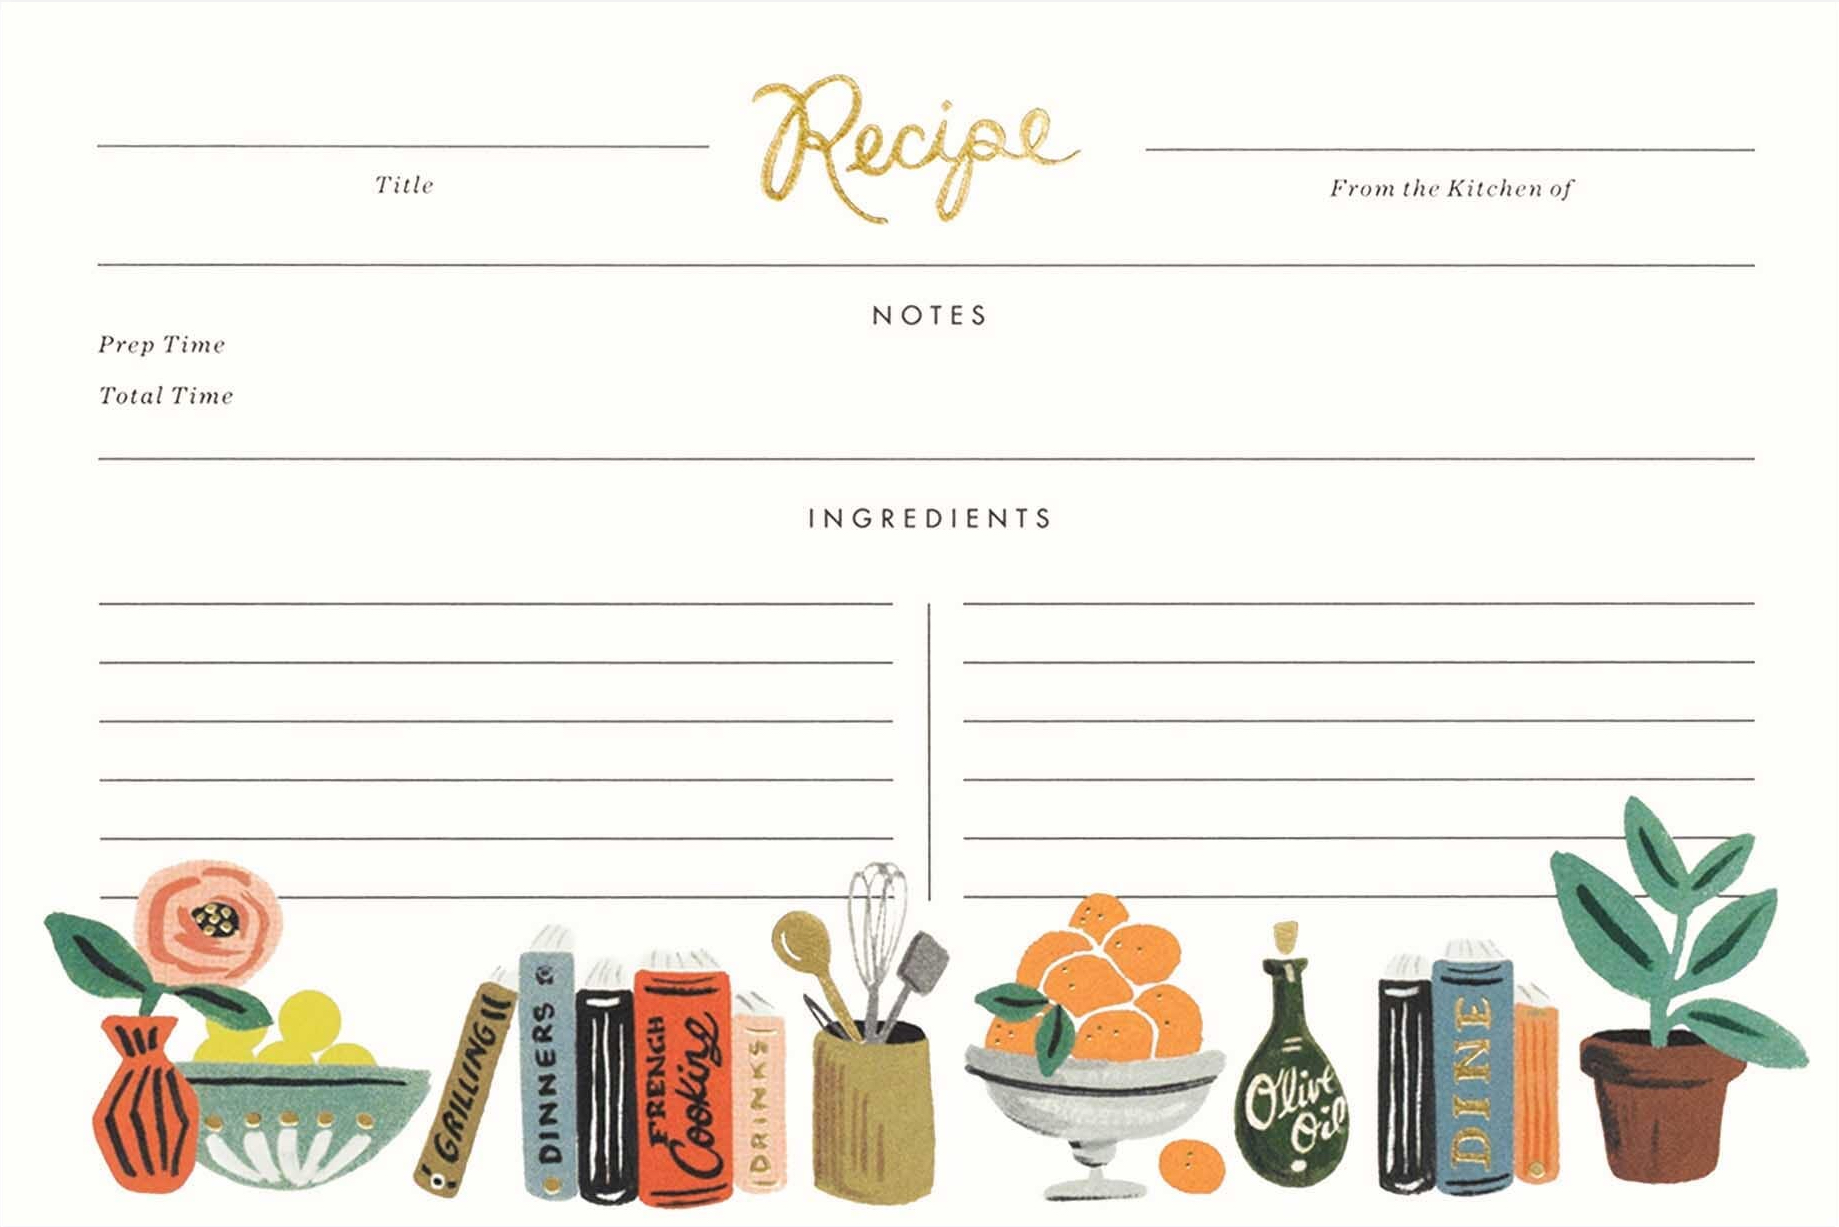 Recipe
Title
From the Kitchen of
NOTES
Prep Time
Total Time
INGREDIENTS
GRILLING
DINNERS
FRENCH
Cooking
DRINKS
Olive
Oil
DINE